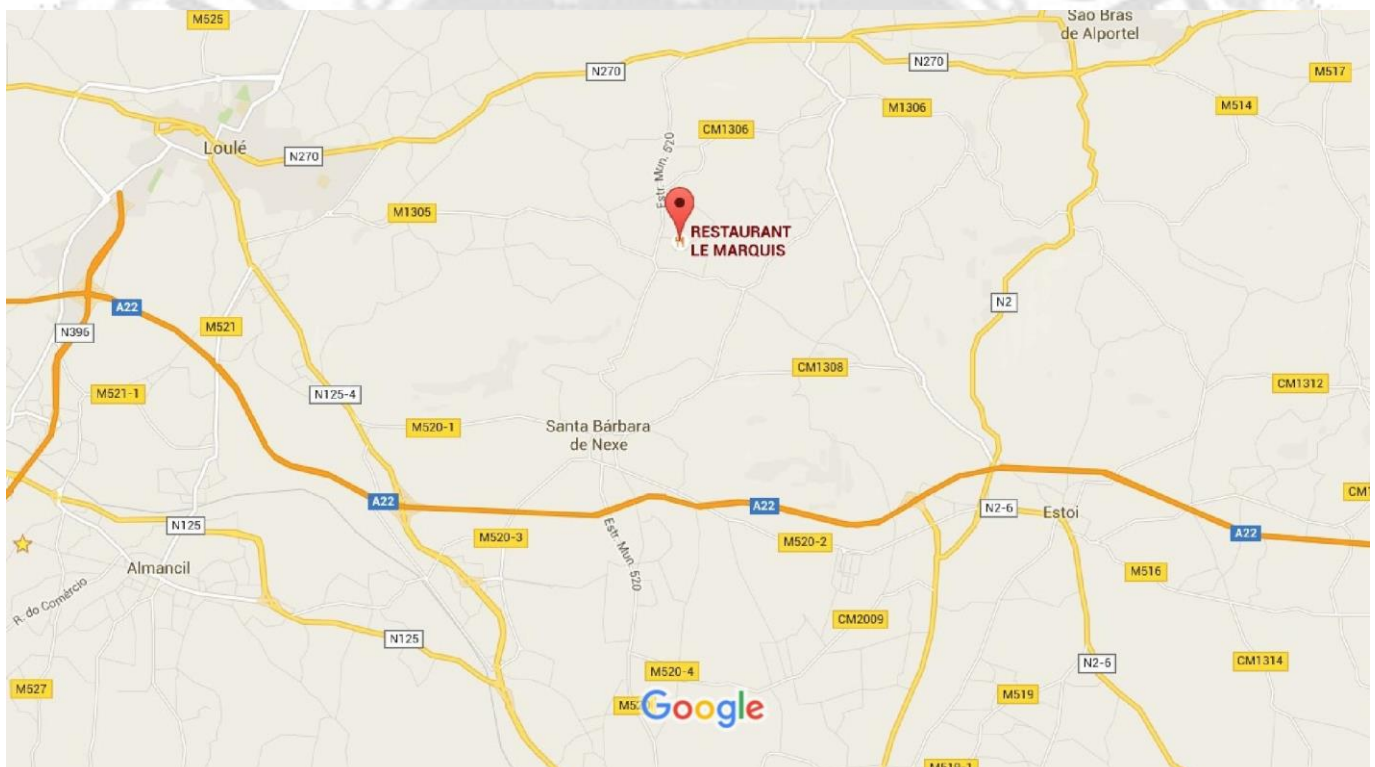 M525
São Brás
de Alportel
N270
N270
M517
M1306
M514
CM1306
Loulé
N270
Estr. Mun. 520
M1305
RESTAURANT
LE MARQUIS
A22
N2
N396
M521
CM1308
CM1312
M521-1
N125-4
M520-1
Santa Bárbara
de Nexe
A22
A22
N2-6
Estoi
N125
Estr. Mun. 520
M520-3
M520-2
A22
Almancil
M516
R. do Comércio
CM2009
N125
M520-4
N2-6
CM1314
M527
M519
Google